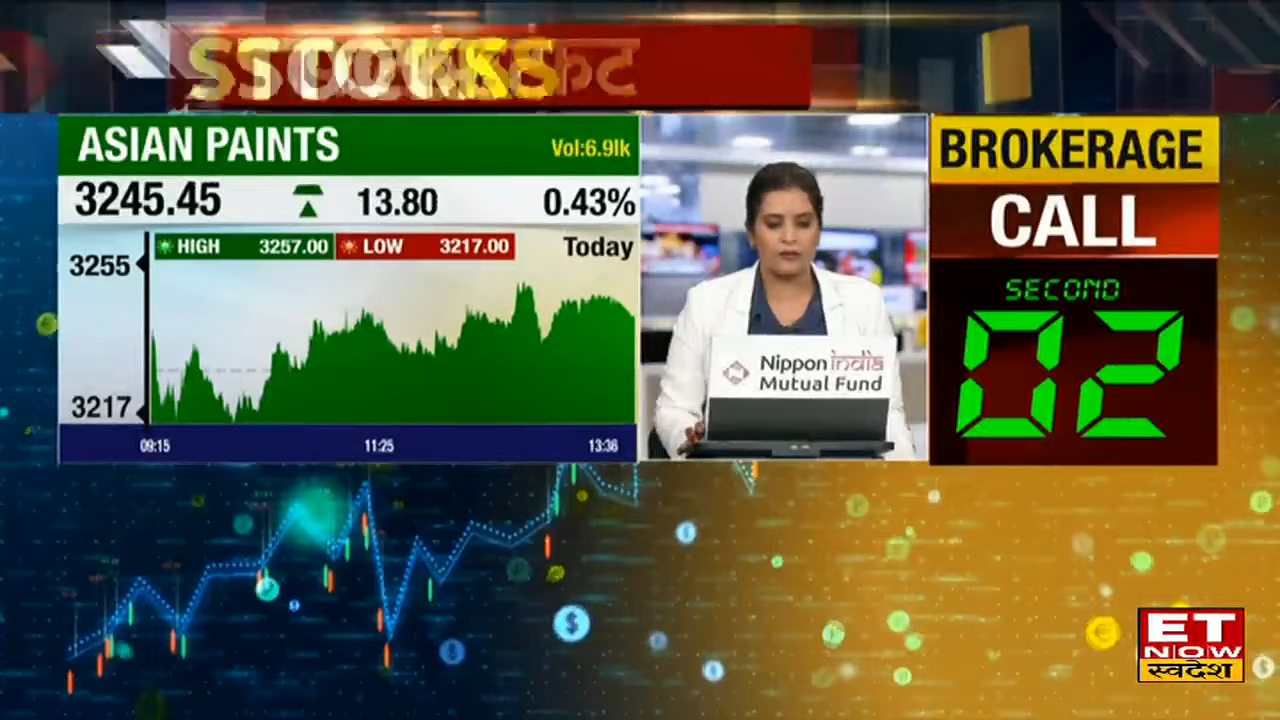 STOCKS
ASIAN PAINTS
Vol:6.9lk
3245.45 13.80 0.43%
HIGH 3257.00 LOW 3217.00 Today
3255
3217
09:15 11:25 13:36
Nippon india
Mutual Fund
BROKERAGE
CALL
SECOND
02
ET
NOW
स्वदेश